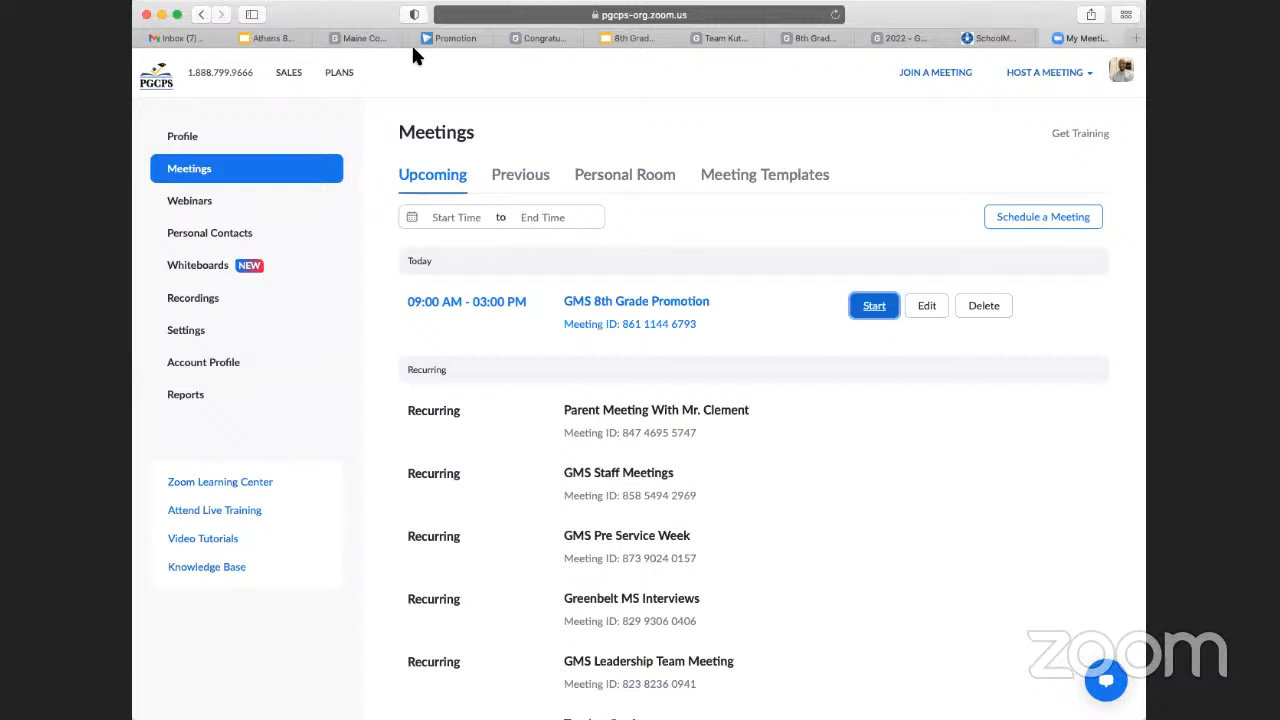 pgcps-org.zoom.us
Inbox (7)... Athans 8... Maine Co... Promotion Congratu... 8th Grad... Team Kut... 8th Grad... 2022 - G... SchoolM... My Meeti...
PGCPS 1.888.799.9666 SALES PLANS JOIN A MEETING HOST A MEETING
Profile
Meetings
Webinars
Personal Contacts
Whiteboards NEW
Recordings
Settings
Account Profile
Reports
Zoom Learning Center
Attend Live Training
Video Tutorials
Knowledge Base
Meetings Get Training
Upcoming Previous Personal Room Meeting Templates
Start Time to End Time Schedule a Meeting
Today
09:00 AM - 03:00 PM GMS 8th Grade Promotion Start Edit Delete
Meeting ID: 861 1144 6793
Recurring
Recurring Parent Meeting With Mr. Clement
Meeting ID: 847 4695 5747
Recurring GMS Staff Meetings
Meeting ID: 858 5494 2969
Recurring GMS Pre Service Week
Meeting ID: 873 9024 0157
Recurring Greenbelt MS Interviews
Meeting ID: 829 9306 0406
Recurring GMS Leadership Team Meeting
Meeting ID: 823 8236 0941
zoom